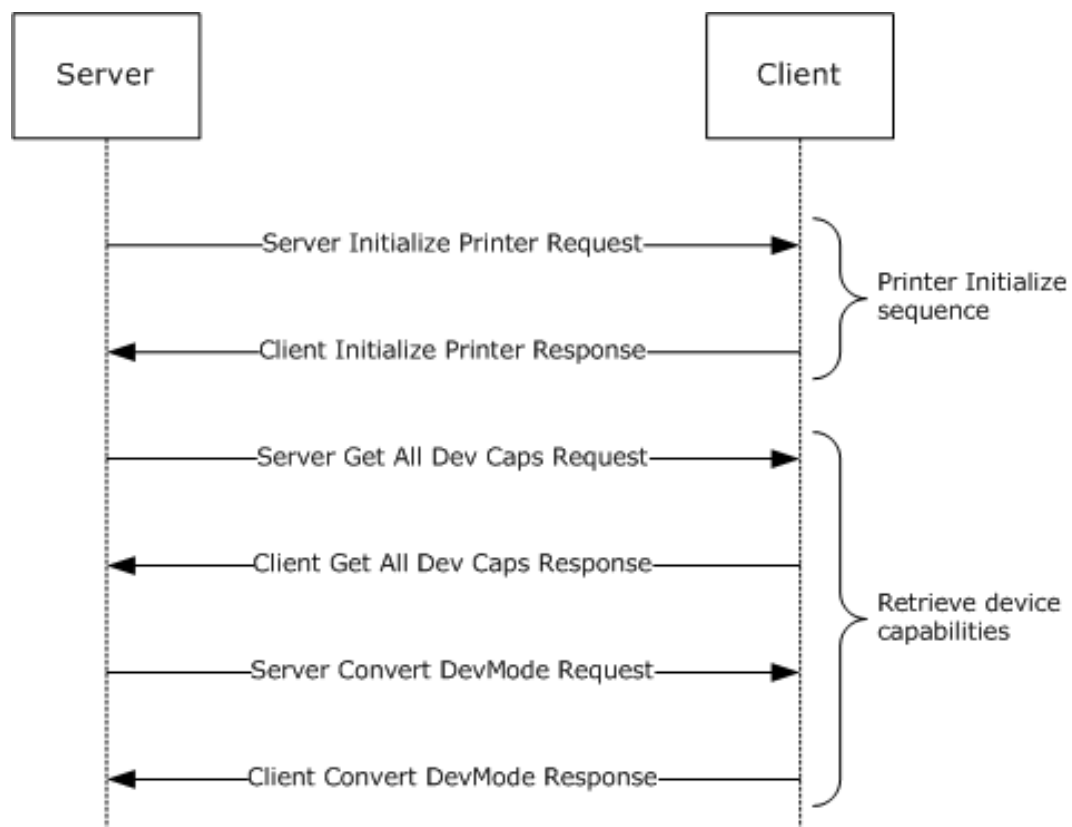 Server
Client
Server Initialize Printer Request
Printer Initialize
sequence
Client Initialize Printer Response
Server Get All Dev Caps Request
Client Get All Dev Caps Response
Retrieve device
capabilities
Server Convert DevMode Request
Client Convert DevMode Response